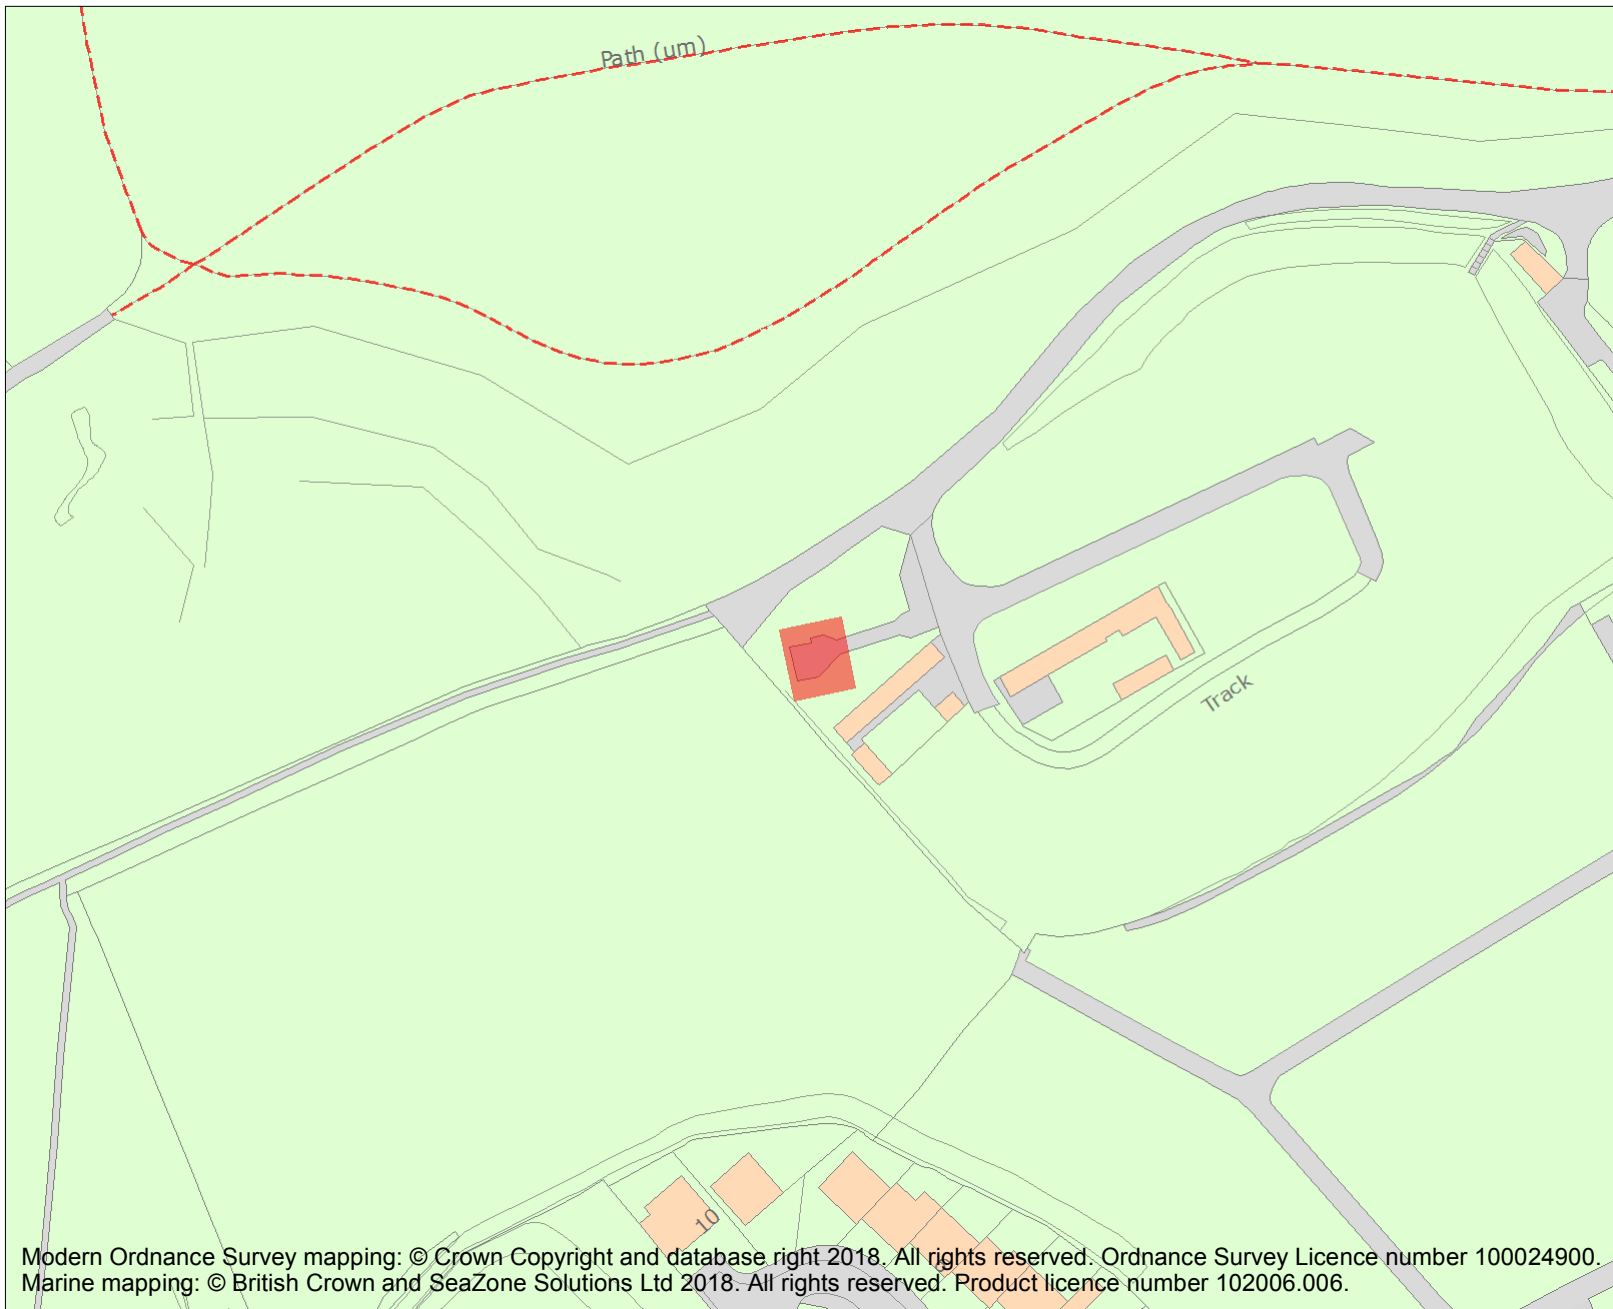 Path (um)
Track
10
Modern Ordnance Survey mapping: © Crown Copyright and database right 2018. All rights reserved. Ordnance Survey Licence number 100024900.
Marine mapping: © British Crown and SeaZone Solutions Ltd 2018. All rights reserved. Product licence number 102006.006.